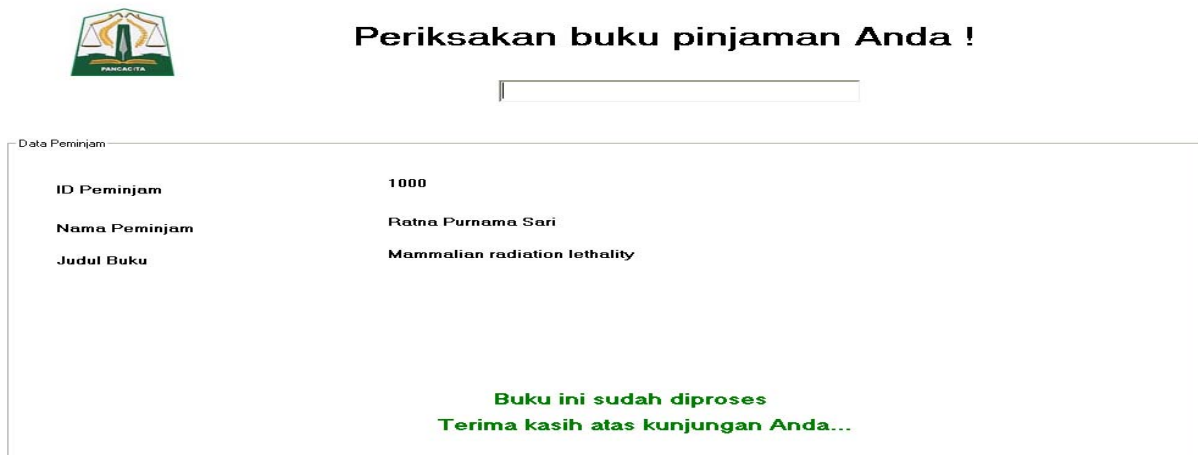 PANCACITA
Periksakan buku pinjaman Anda !
Data Peminjam
ID Peminjam 1000
Nama Peminjam Ratna Purnama Sari
Judul Buku Mammalian radiation lethality
Buku ini sudah diproses
Terima kasih atas kunjungan Anda...